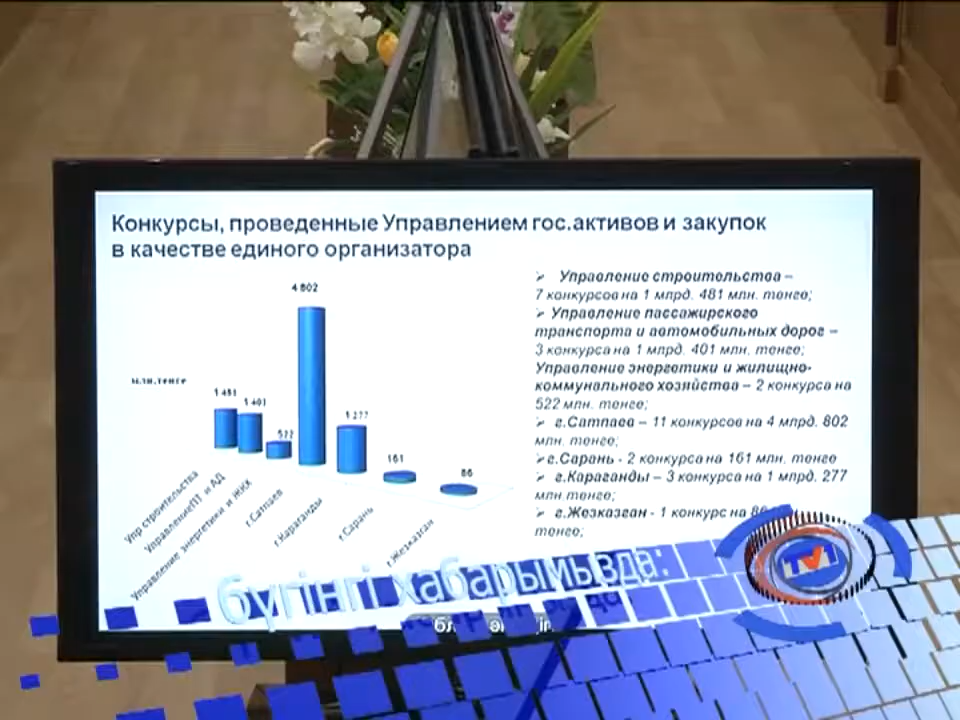 Конкурсы, проведенные Управлением гос.активов и закупок
в качестве единого организатора
4 802
млн.тенге
1 481
1 401
522
1 277
161
86
Упр строительства
УправлениеПТ и АД
Управление энергетики и ЖКХ
г.Сатпаев
г.Караганды
г.Сарань
г.Жезказган
Управление строительства –
7 конкурсов на 1 млрд. 481 млн. тенге;
Управление пассажирского
транспорта и автомобильных дорог –
3 конкурса на 1 млрд. 401 млн. тенге;
Управление энергетики и жилищно-
коммунального хозяйства – 2 конкурса на
522 млн. тенге;
г.Сатпаев – 11 конкурсов на 4 млрд. 802
млн. тенге;
г.Сарань - 2 конкурса на 161 млн. тенге
г.Караганды – 3 конкурса на 1 млрд. 277
млн тенге;
г.Жезказган - 1 конкурс на 86
тенге;
бүгінгі хабарымызда:
TV1